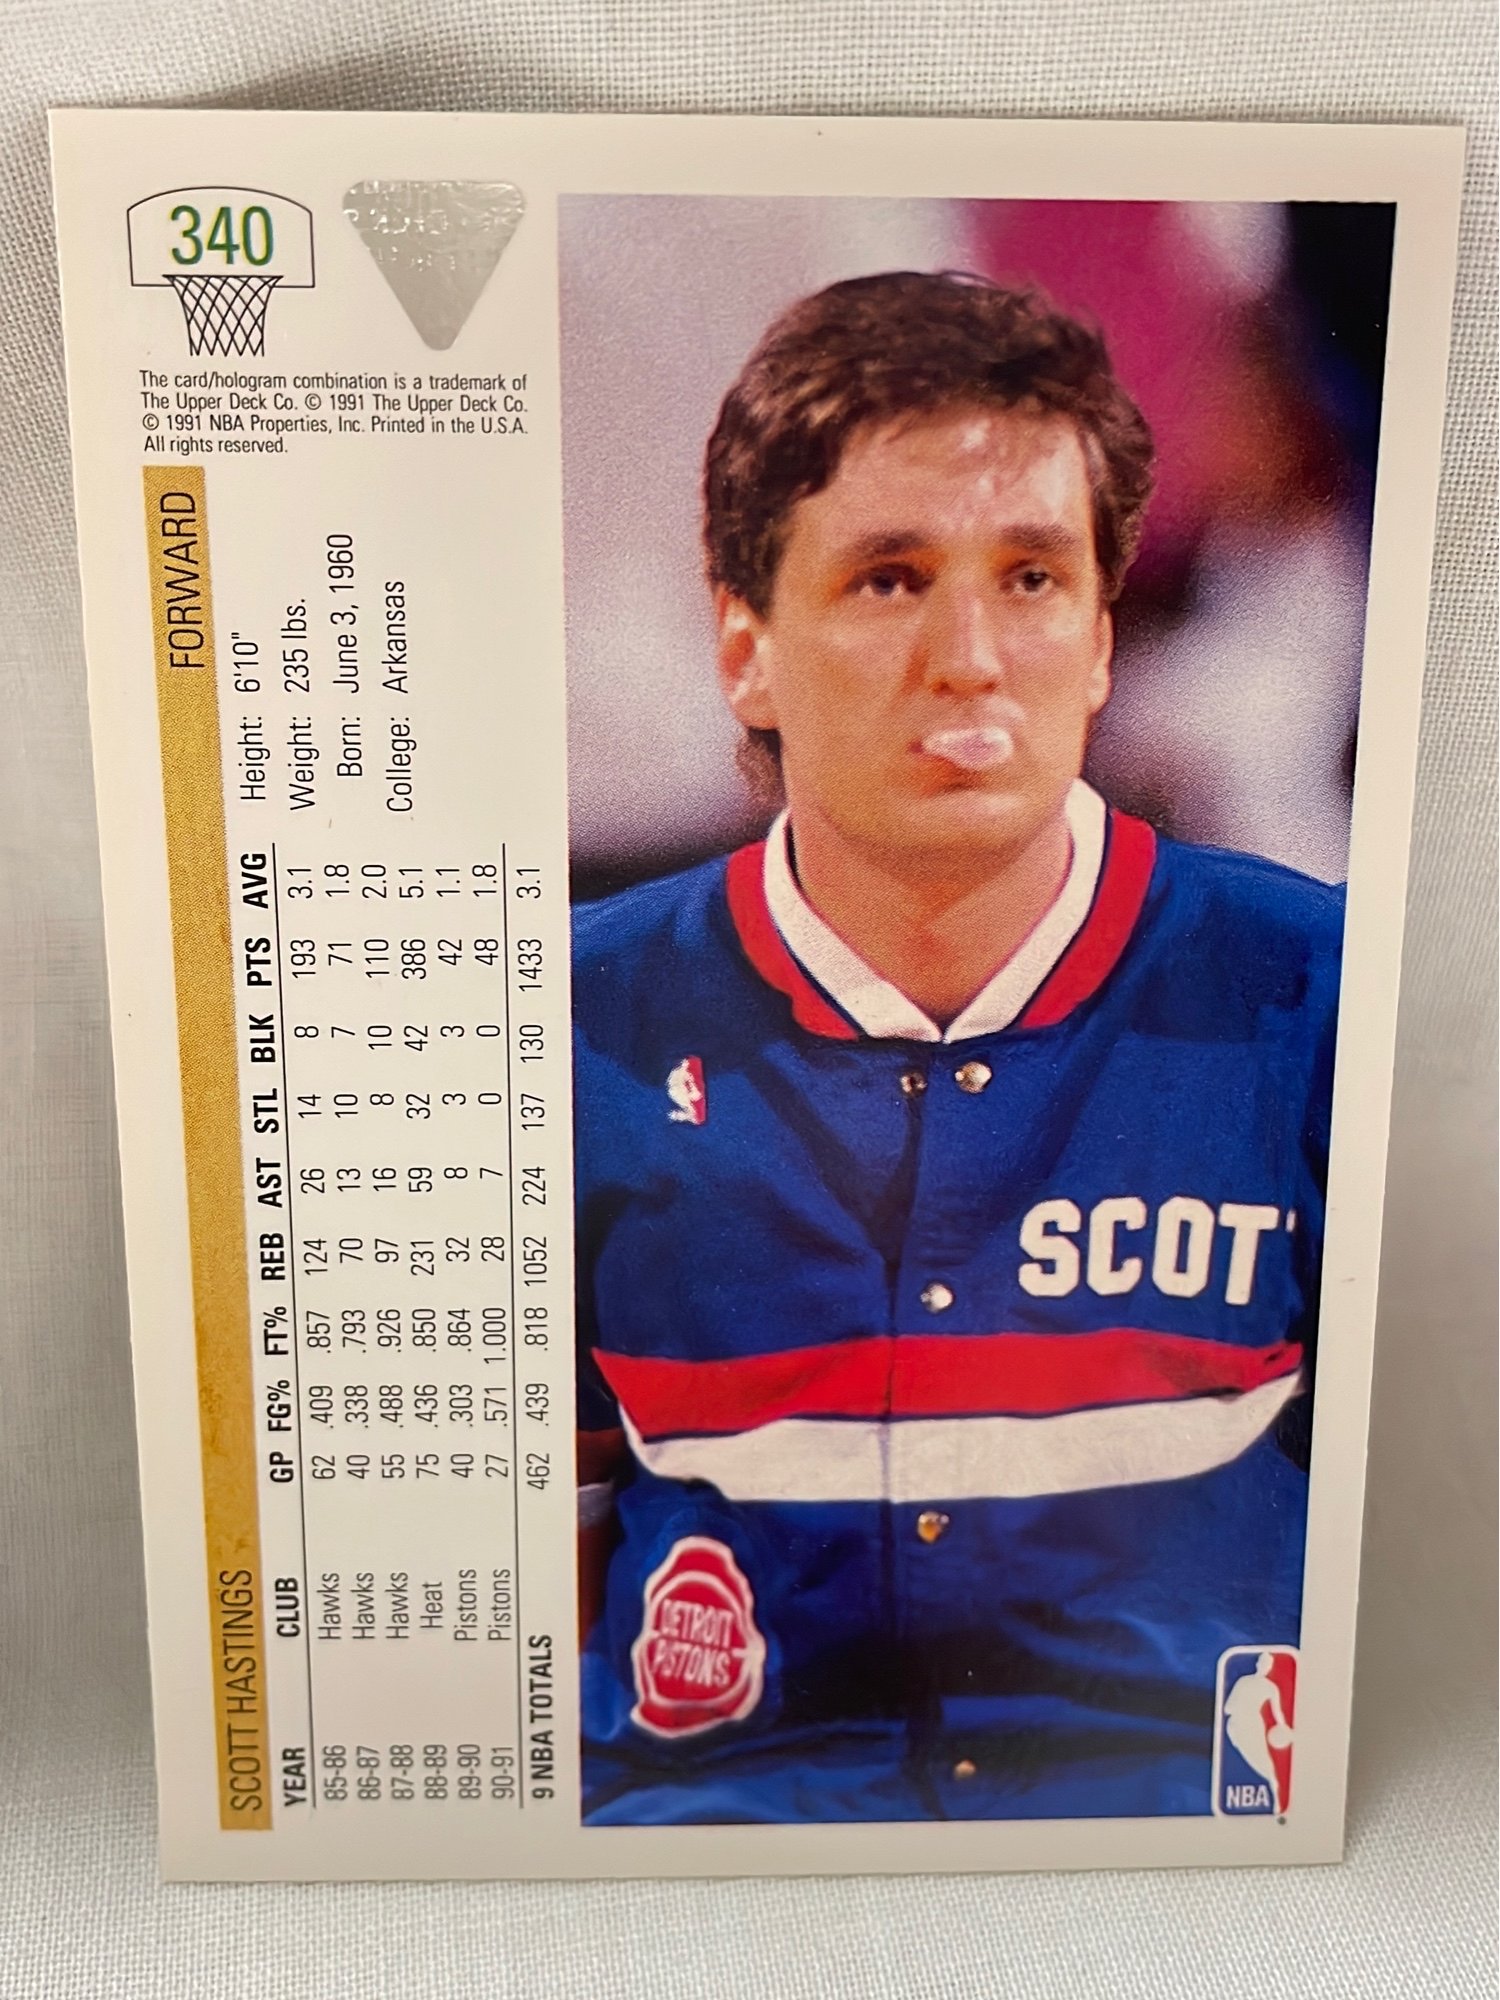 340
The card/hologram combination is a trademark of
The Upper Deck Co. © 1991 The Upper Deck Co.
© 1991 NBA Properties, Inc. Printed in the U.S.A.
All rights reserved.
SCOTT HASTINGS FORWARD
YEAR CLUB GP FG% FT% REB AST STL BLK PTS AVG
85-86 Hawks 62 .409 .857 124 26 14 8 193 3.1
86-87 Hawks 40 .338 .793 70 13 10 7 71 1.8
87-88 Hawks 55 .488 .926 97 16 8 10 110 2.0
88-89 Heat 75 .436 .850 231 59 32 42 386 5.1
89-90 Pistons 40 .303 .864 32 8 3 3 42 1.1
90-91 Pistons 27 .571 1.000 28 7 0 0 48 1.8
9 NBA TOTALS 462 .439 .818 1052 224 137 130 1433 3.1
Height: 6'10"
Weight: 235 lbs.
Born: June 3, 1960
College: Arkansas
SCOT
DETROIT
PISTONS
NBA